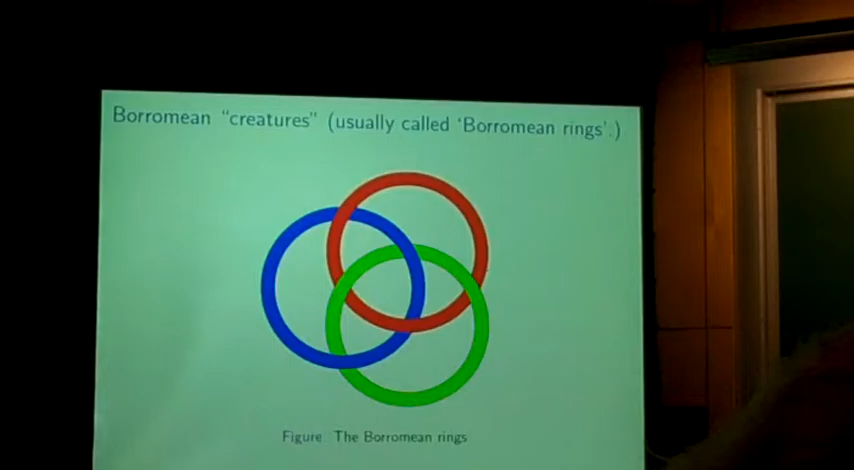 Borromean “creatures” (usually called ‘Borromean rings’.)
Figure The Borromean rings